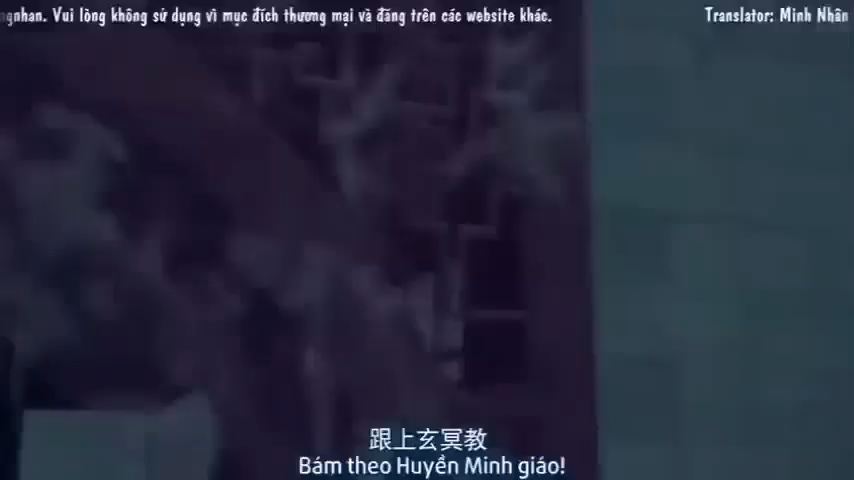 ngnhan. Vui lòng không sử dụng vì mục đích thương mại và đăng trên các website khác.
Translator: Minh Nhân
跟上玄冥教
Bám theo Huyền Minh giáo!